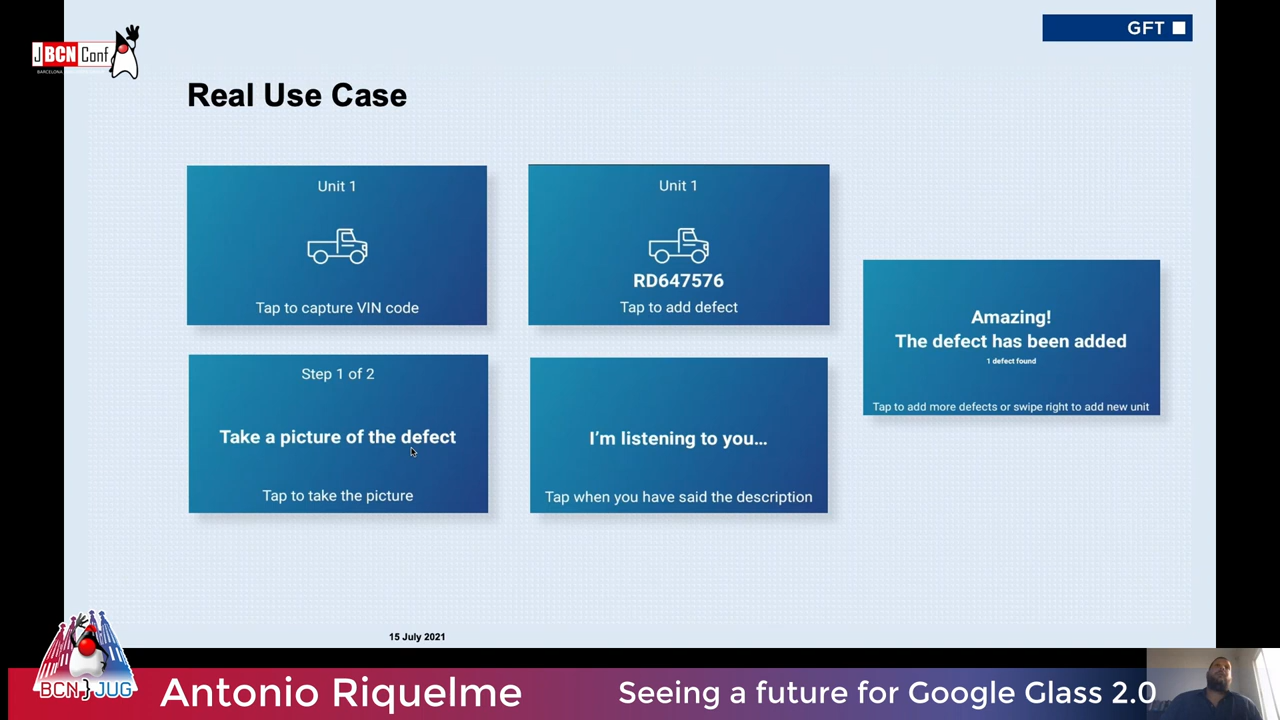 JBCN Conf
GFT
Real Use Case
Unit 1
Tap to capture VIN code
Unit 1
RD647576
Tap to add defect
Step 1 of 2
Take a picture of the defect
Tap to take the picture
I'm listening to you...
Tap when you have said the description
Amazing!
The defect has been added
1 defect found
Tap to add more defects or swipe right to add new unit
15 July 2021
BCN JUG
Antonio Riquelme
Seeing a future for Google Glass 2.0